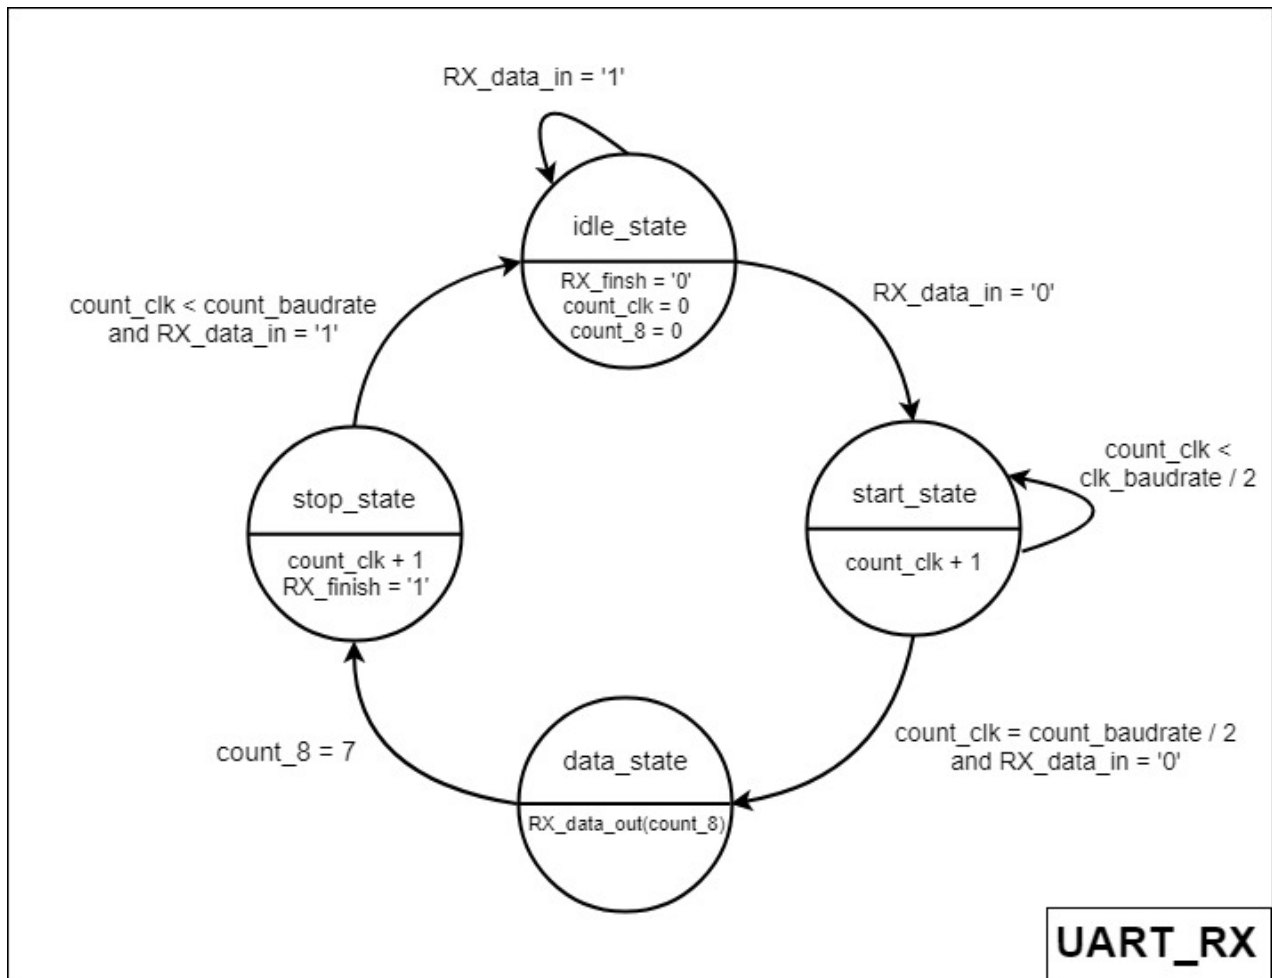 RX_data_in = '1'
idle_state
RX_finsh = '0'
count_clk = 0
count_8 = 0
RX_data_in = '0'
count_clk < count_baudrate
and RX_data_in = '1'
count_clk <
clk_baudrate / 2
start_state
count_clk + 1
stop_state
count_clk + 1
RX_finish = '1'
count_clk = count_baudrate / 2
and RX_data_in = '0'
data_state
RX_data_out(count_8)
count_8 = 7
UART_RX